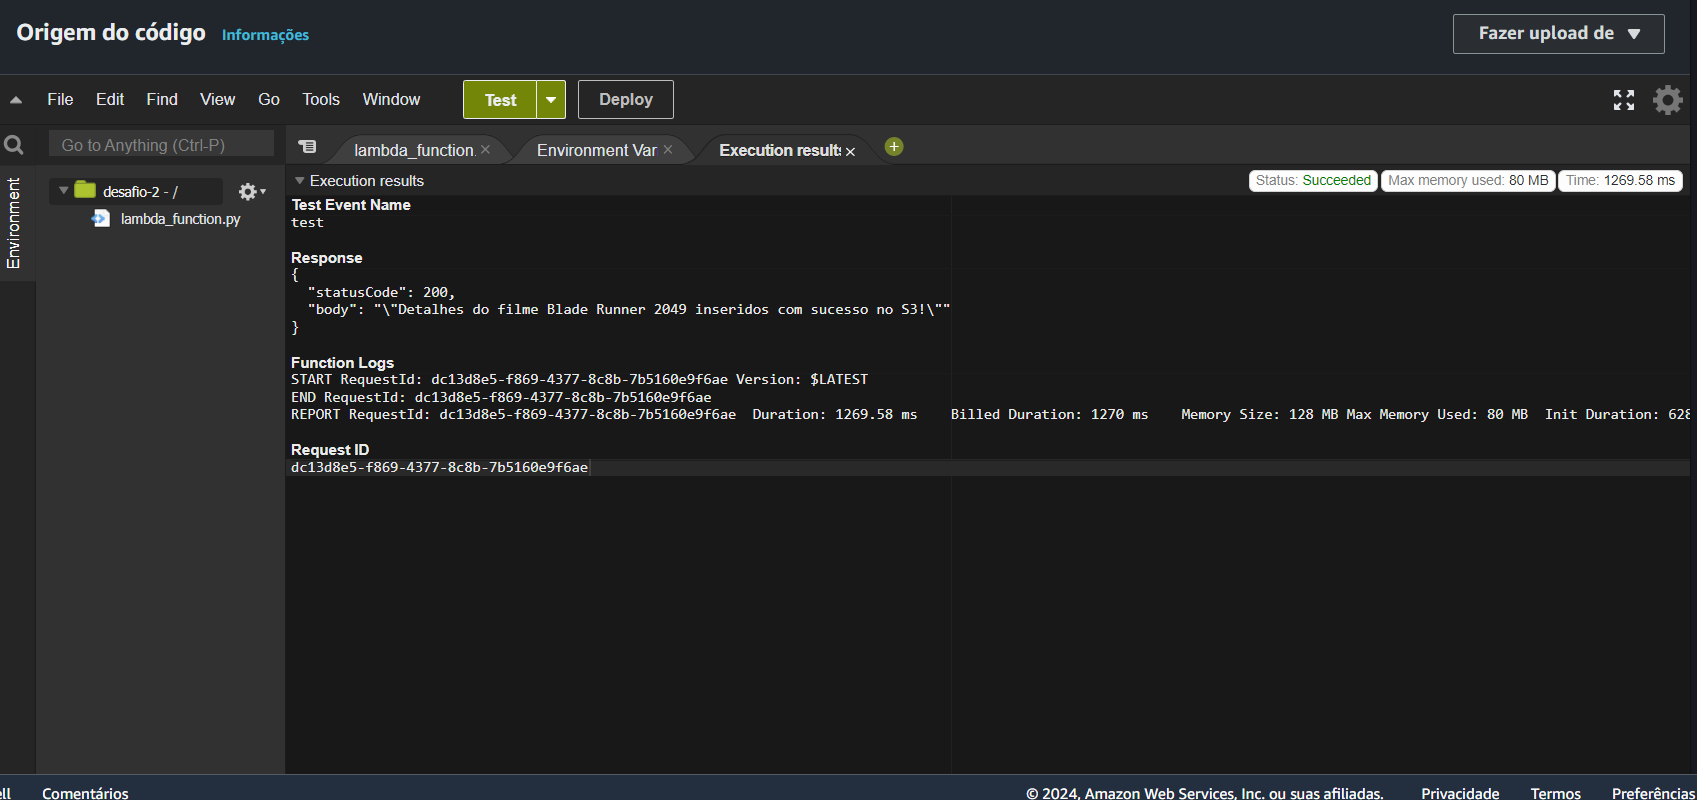 Origem do código Informações
Fazer upload de
File Edit Find View Go Tools Window Test Deploy
Go to Anything (Ctrl-P)
lambda_function. Environment Var Execution results
Environment
desafio-2 - /
lambda_function.py
Execution results
Status: Succeeded Max memory used: 80 MB Time: 1269.58 ms
Test Event Name
test
Response
{
"statusCode": 200,
"body": "\"Detalhes do filme Blade Runner 2049 inseridos com sucesso no S3!\""
}
Function Logs
START RequestId: dc13d8e5-f869-4377-8c8b-7b5160e9f6ae Version: $LATEST
END RequestId: dc13d8e5-f869-4377-8c8b-7b5160e9f6ae
REPORT RequestId: dc13d8e5-f869-4377-8c8b-7b5160e9f6ae Duration: 1269.58 ms Billed Duration: 1270 ms Memory Size: 128 MB Max Memory Used: 80 MB Init Duration: 628
Request ID
dc13d8e5-f869-4377-8c8b-7b5160e9f6ae
ell Comentários © 2024, Amazon Web Services, Inc. ou suas afiliadas. Privacidade Termos Preferências